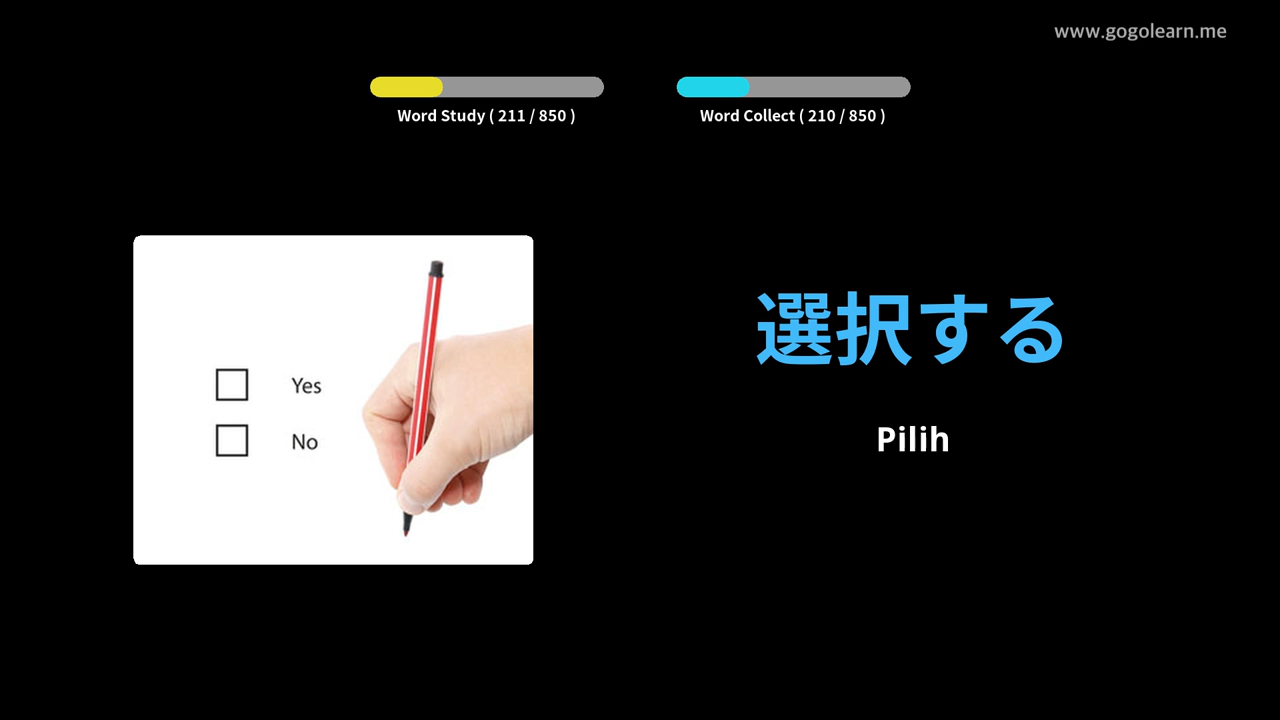 www.gogolearn.me
Word Study ( 211 / 850 )
Word Collect ( 210 / 850 )
Yes
No
選択する
Pilih